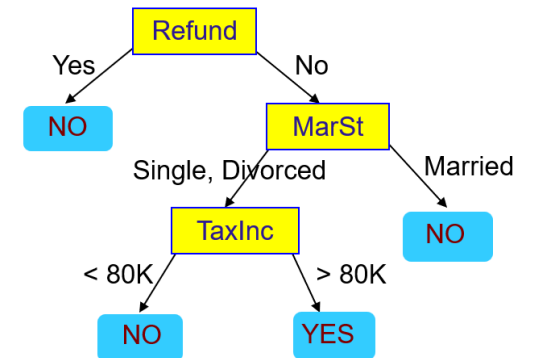 Refund
Yes
No
NO
MarSt
Single, Divorced
Married
TaxInc
NO
< 80K
> 80K
NO
YES